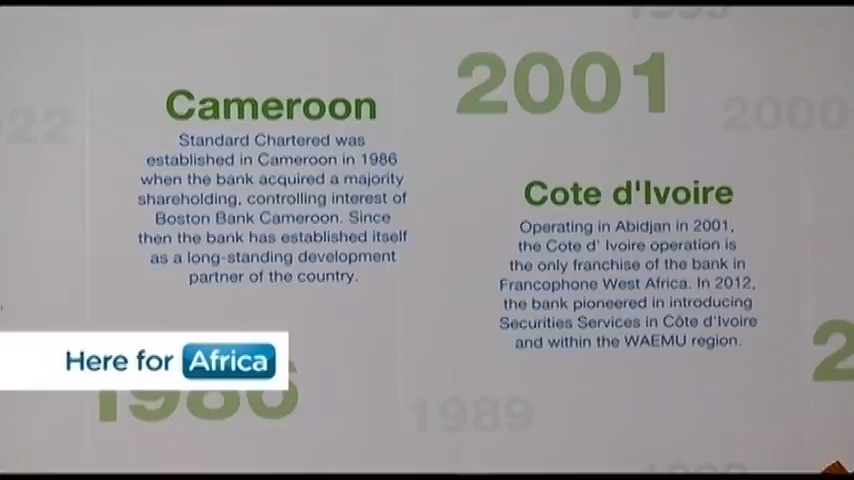 1995
2001
Cameroon
022
2000
Standard Chartered was
established in Cameroon in 1986
when the bank acquired a majority
shareholding, controlling interest of
Boston Bank Cameroon. Since
then the bank has established itself
as a long-standing development
partner of the country.
Cote d'Ivoire
Operating in Abidjan in 2001,
the Cote d' Ivoire operation is
the only franchise of the bank in
Francophone West Africa. In 2012,
the bank pioneered in introducing
Securities Services in Côte d'Ivoire
and within the WAEMU region.
Here for Africa
2
1986
1989